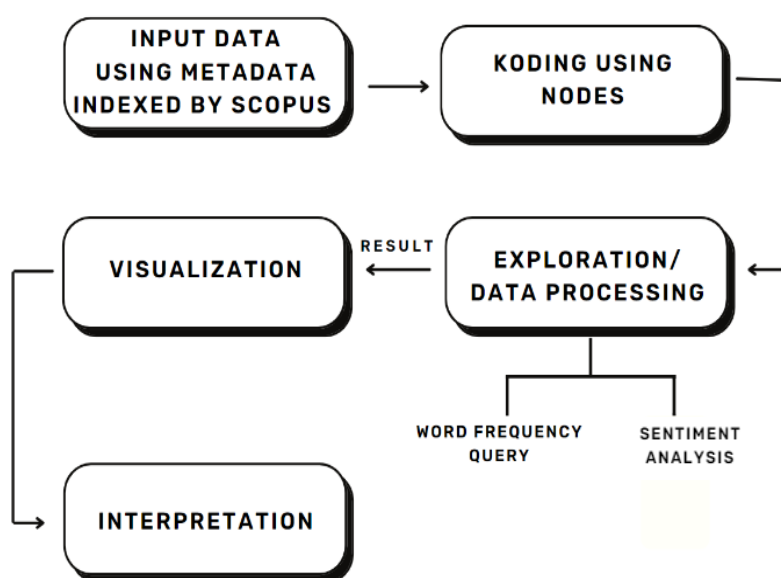 INPUT DATA
USING METADATA
INDEXED BY SCOPUS
KODING USING
NODES
VISUALIZATION
RESULT
EXPLORATION/
DATA PROCESSING
WORD FREQUENCY
QUERY
SENTIMENT
ANALYSIS
INTERPRETATION